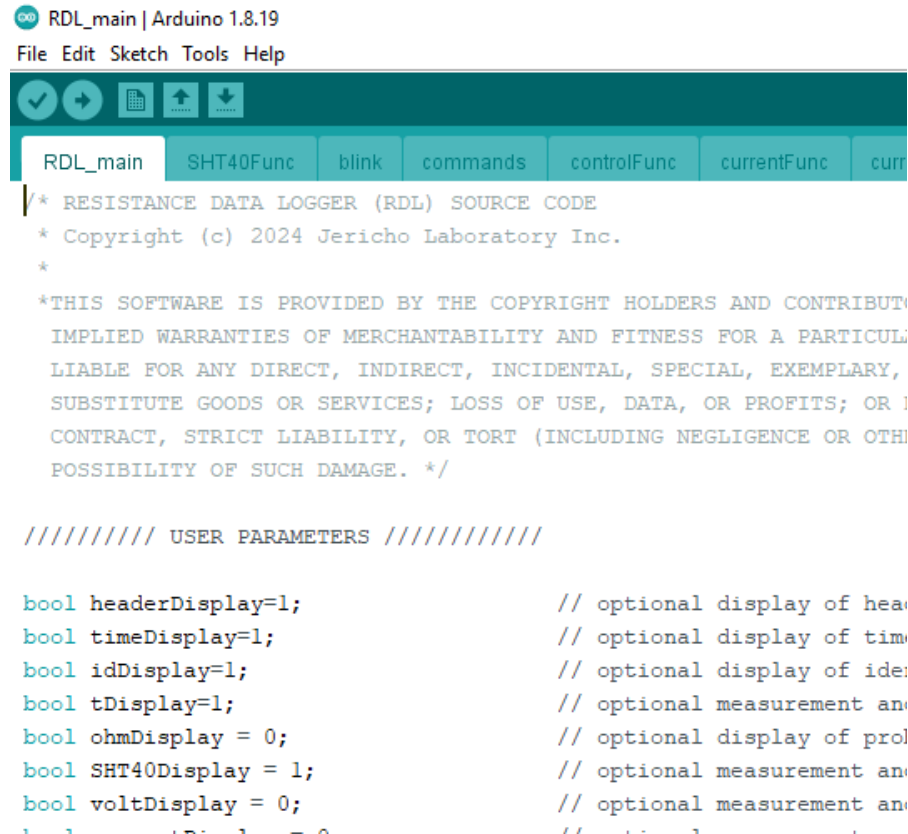 RDL_main | Arduino 1.8.19
File Edit Sketch Tools Help
RDL_main SHT40Func blink commands controlFunc currentFunc
/* RESISTANCE DATA LOGGER (RDL) SOURCE CODE
* Copyright (c) 2024 Jericho Laboratory Inc.
*
*THIS SOFTWARE IS PROVIDED BY THE COPYRIGHT HOLDERS AND
IMPLIED WARRANTIES OF MERCHANTABILITY AND FITNESS FOR A
LIABLE FOR ANY DIRECT, INDIRECT, INCIDENTAL, SPECIAL, EXEMPLARY,
SUBSTITUTE GOODS OR SERVICES; LOSS OF USE, DATA, OR PROFITS; OR
CONTRACT, STRICT LIABILITY, OR TORT (INCLUDING NEGLIGENCE OR
POSSIBILITY OF SUCH DAMAGE. */
////////// USER PARAMETERS ////////////
bool headerDisplay=1; // optional display of
bool timeDisplay=1; // optional display of
bool idDisplay=1; // optional display of
bool tDisplay=1; // optional measurement
bool ohmDisplay = 0; // optional display of
bool SHT40Display = 1; // optional measurement
bool voltDisplay = 0; // optional measurement